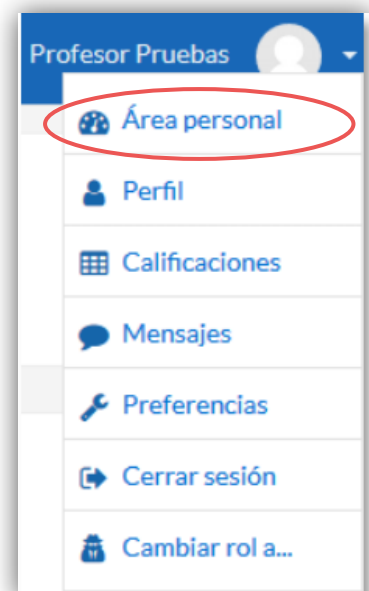 Profesor Pruebas
Área personal
Perfil
Calificaciones
Mensajes
Preferencias
Cerrar sesión
Cambiar rol a...